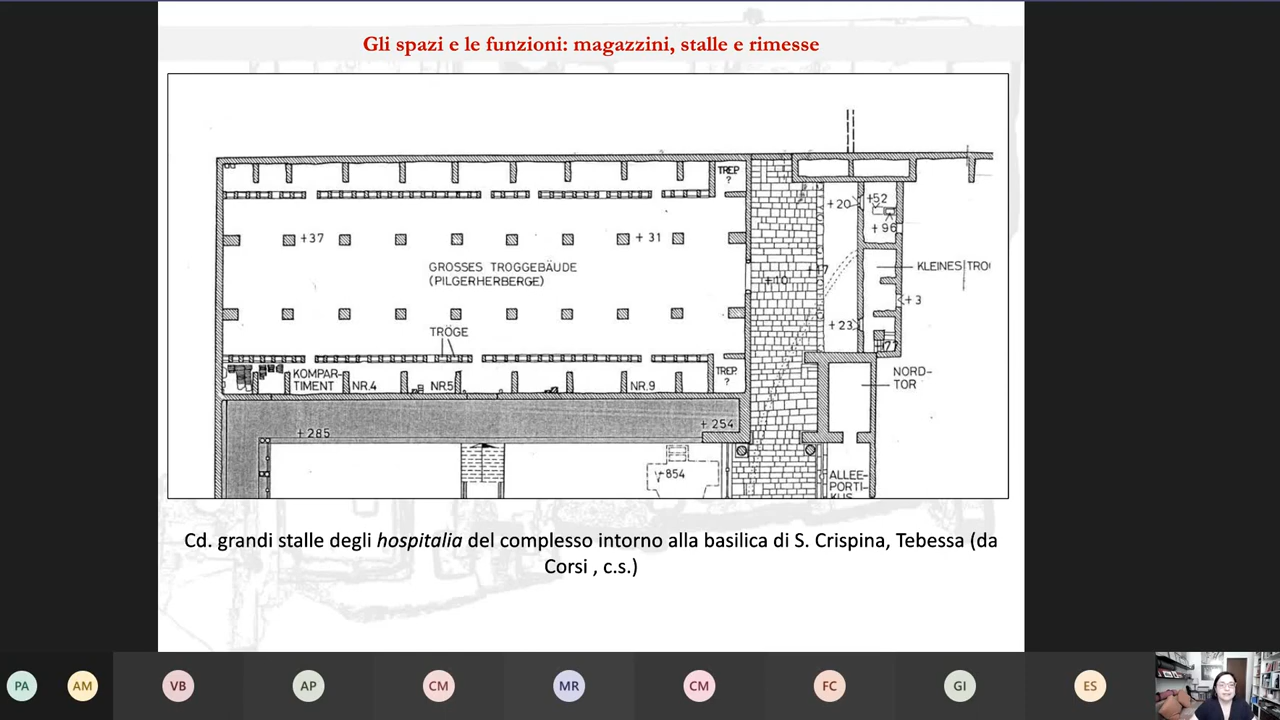 Gli spazi e le funzioni: magazzini, stalle e rimesse
TREP
?
+20
+52
+96
+37
+31
GROSSES TROGGEBÄUDE
(PILGERHERBERGE)
KLEINES TRO
+10
+3
TRÖGE
+23
KOMPAR-
TIMENT
NR.4
NR.5
NR.9
TREP.
?
NORD-
TOR
+285
+254
+854
ALLEE-
PORTI-
KUS
Cd. grandi stalle degli hospitalia del complesso intorno alla basilica di S. Crispina, Tebessa (da
Corsi , c.s.)
PA
AM
VB
AP
CM
MR
CM
FC
GI
ES